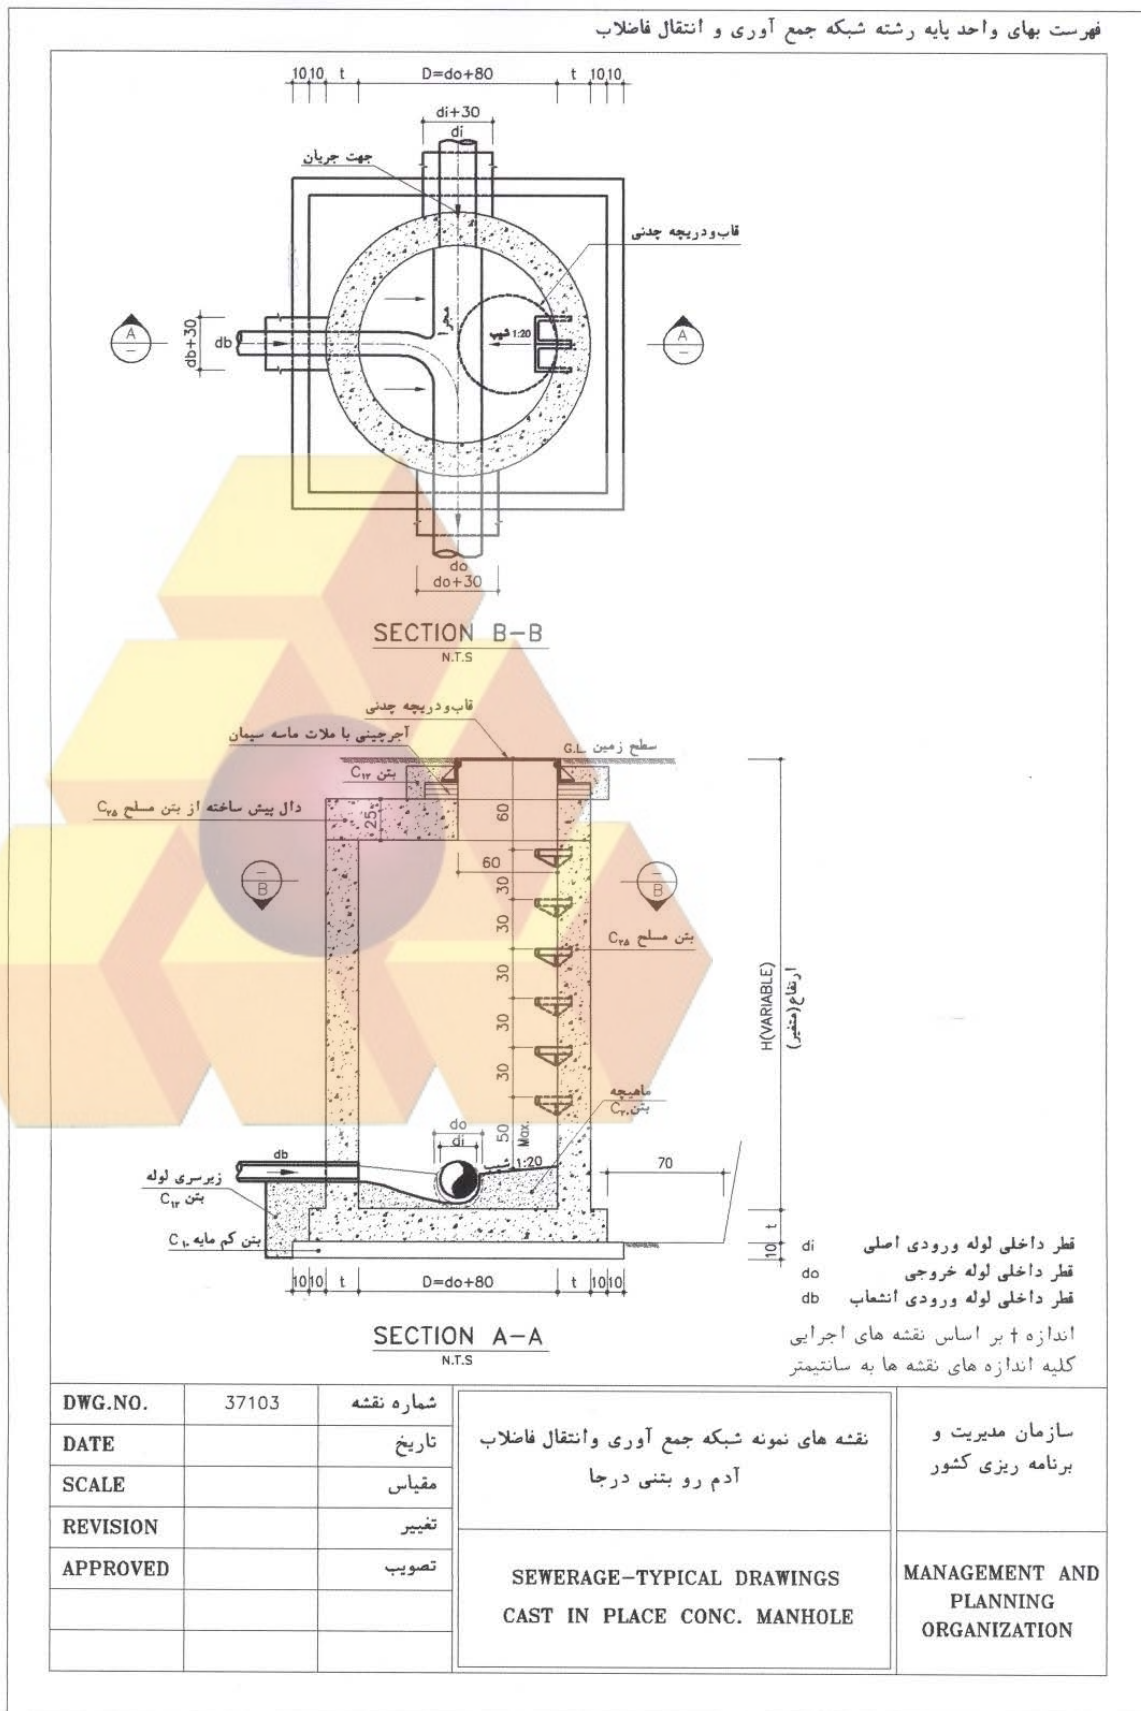 فهرست بهای واحد پایه رشته شبکه جمع آوری و انتقال فاضلاب
10 10 t D=do+80 t 10 10
di+30
di
جهت جریان
قاب و دریچه چدنی
مجرا
شیب 1:20
A
–
db+30
db
A
–
do
do+30
SECTION B-B
N.T.S
قاب و دریچه چدنی
آجرچینی با ملات ماسه سیمان
سطح زمین G.L.
بتن C۱۲
دال پیش ساخته از بتن مسلح C۲۵
25
60
60
–
B
–
B
30
30
30
30
30
بتن مسلح C۲۵
H(VARIABLE)
ارتفاع(متغیر)
ماهیچه
بتن C۲۰
50 Max.
do
di
شیب 1:20
db
70
زیرسری لوله
بتن C۱۲
بتن کم مایه C۱۰
t
10
10 10 t D=do+80 t 10 10
قطر داخلی لوله ورودی اصلی di
قطر داخلی لوله خروجی do
قطر داخلی لوله ورودی انشعاب db
SECTION A-A
N.T.S
اندازه t بر اساس نقشه های اجرایی
کلیه اندازه های نقشه ها به سانتیمتر
DWG.NO. 37103 شماره نقشه
DATE تاریخ
SCALE مقیاس
REVISION تغییر
APPROVED تصویب
نقشه های نمونه شبکه جمع آوری وانتقال فاضلاب
آدم رو بتنی درجا
SEWERAGE-TYPICAL DRAWINGS
CAST IN PLACE CONC. MANHOLE
سازمان مدیریت و
برنامه ریزی کشور
MANAGEMENT AND
PLANNING
ORGANIZATION